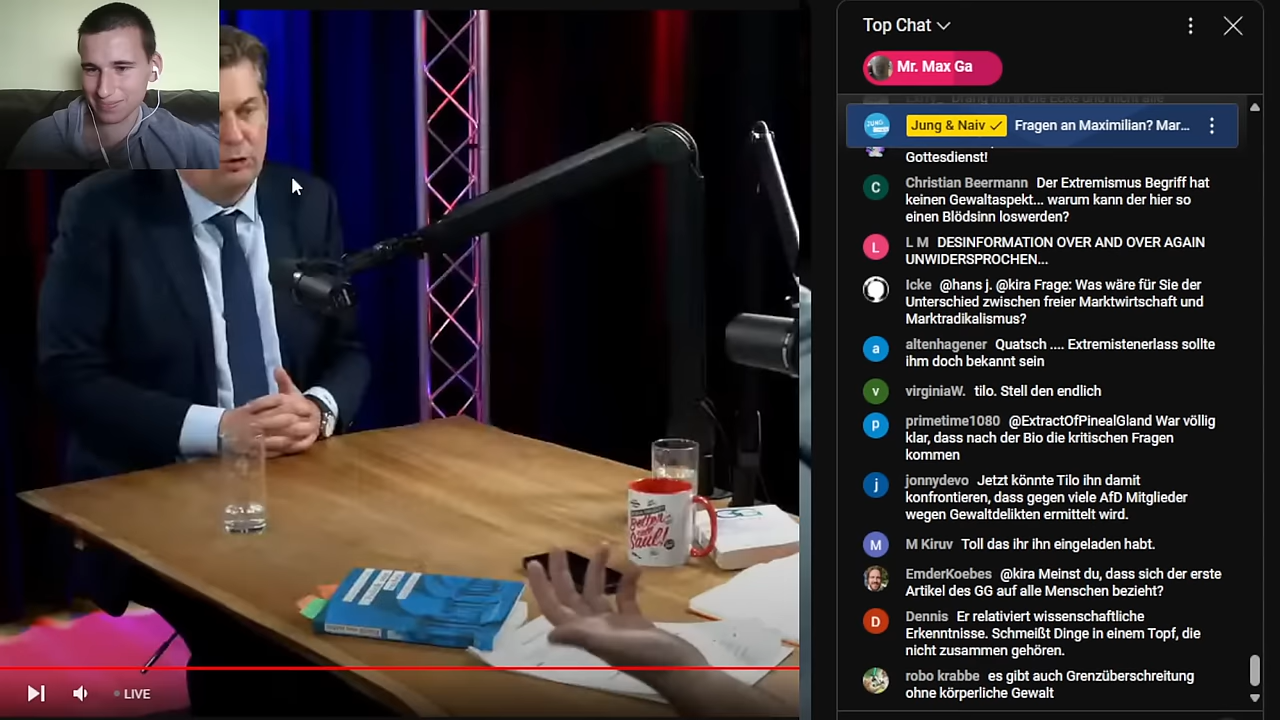 Top Chat
Mr. Max Ga
Jung & Naiv Fragen an Maximilian? Mar...
Gottesdienst!
Christian Beermann Der Extremismus Begriff hat
keinen Gewaltaspekt... warum kann der hier so
einen Blödsinn loswerden?
L M DESINFORMATION OVER AND OVER AGAIN
UNWIDERSPROCHEN...
Icke @hans j. @kira Frage: Was wäre für Sie der
Unterschied zwischen freier Marktwirtschaft und
Marktradikalismus?
altenhagener Quatsch .... Extremistenerlass sollte
ihm doch bekannt sein
virginiaW. tilo. Stell den endlich
primetime1080 @ExtractOfPinealGland War völlig
klar, dass nach der Bio die kritischen Fragen
kommen
jonnydevo Jetzt könnte Tilo ihn damit
konfrontieren, dass gegen viele AfD Mitglieder
wegen Gewaltdelikten ermittelt wird.
M Kiruv Toll das ihr ihn eingeladen habt.
EmderKoebes @kira Meinst du, dass sich der erste
Artikel des GG auf alle Menschen bezieht?
Dennis Er relativiert wissenschaftliche
Erkenntnisse. Schmeißt Dinge in einem Topf, die
nicht zusammen gehören.
robo krabbe es gibt auch Grenzüberschreitung
ohne körperliche Gewalt
Better
Saul!
LIVE